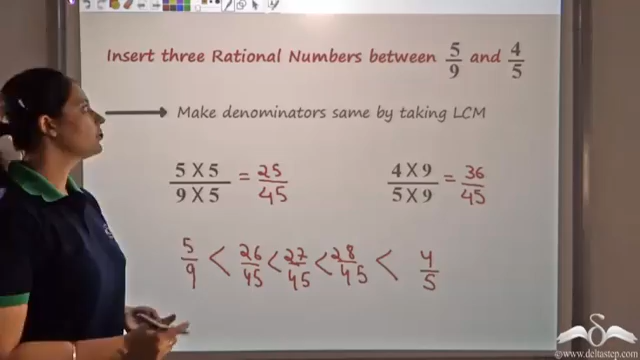 Insert three Rational Numbers between 5/9 and 4/5
Make denominators same by taking LCM
5 X 5 / 9 X 5 = 25/45
4 X 9 / 5 X 9 = 36/45
5/9 < 26/45 < 27/45 < 28/45 < 4/5
©www.deltastep.com